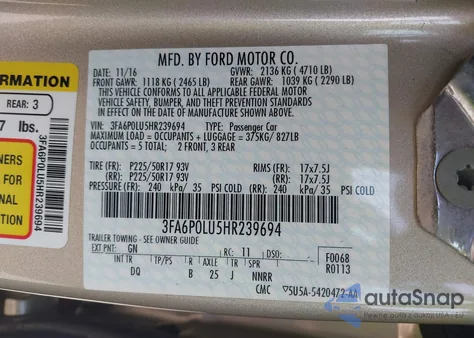 FORMATION
REAR: 3
7 lbs.
NERS
FOR
IONAL
3FA6P0LU5HR239694
MFD. BY FORD MOTOR CO.
DATE: 11/16 GVWR: 2136 KG ( 4710 LB)
FRONT GAWR: 1118 KG ( 2465 LB) REAR GAWR: 1039 KG ( 2290 LB)
THIS VEHICLE CONFORMS TO ALL APPLICABLE FEDERAL MOTOR
VEHICLE SAFETY, BUMPER, AND THEFT PREVENTION STANDARDS IN
EFFECT ON THE DATE OF MANUFACTURE SHOWN ABOVE.
VIN: 3FA6P0LU5HR239694 TYPE: Passenger Car
MAXIMUM LOAD = OCCUPANTS + LUGGAGE = 375KG/ 827LB
OCCUPANTS = 5 TOTAL: 2 FRONT, 3 REAR
TIRE (FR): P225/50R17 93V RIMS (FR): 17x7.5J
(RR): P225/50R17 93V (RR): 17x7.5J
PRESSURE (FR): 240 kPa/ 35 PSI COLD (RR): 240 kPa/ 35 PSI COLD
3FA6P0LU5HR239694
TRAILER TOWING - SEE OWNER GUIDE
EXT PNT: GN RC: 11 DSO: F0068
R0113
INT TR TP/PS R AXLE TR SPR
DQ B 25 J NNRR
CMC 5U5A-5420472-AA
autoSnap